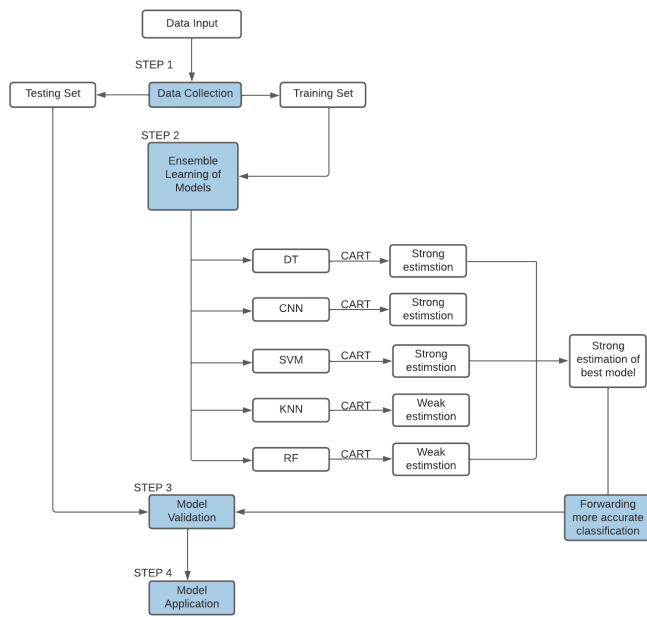 Data Input
STEP 1
Testing Set
Data Collection
Training Set
STEP 2
Ensemble
Learning of
Models
DT
CART
Strong
estimstion
CNN
CART
Strong
estimstion
SVM
CART
Strong
estimstion
Strong
estimation of
best model
KNN
CART
Weak
estimstion
RF
CART
Weak
estimstion
STEP 3
Model
Validation
Forwarding
more accurate
classification
STEP 4
Model
Application